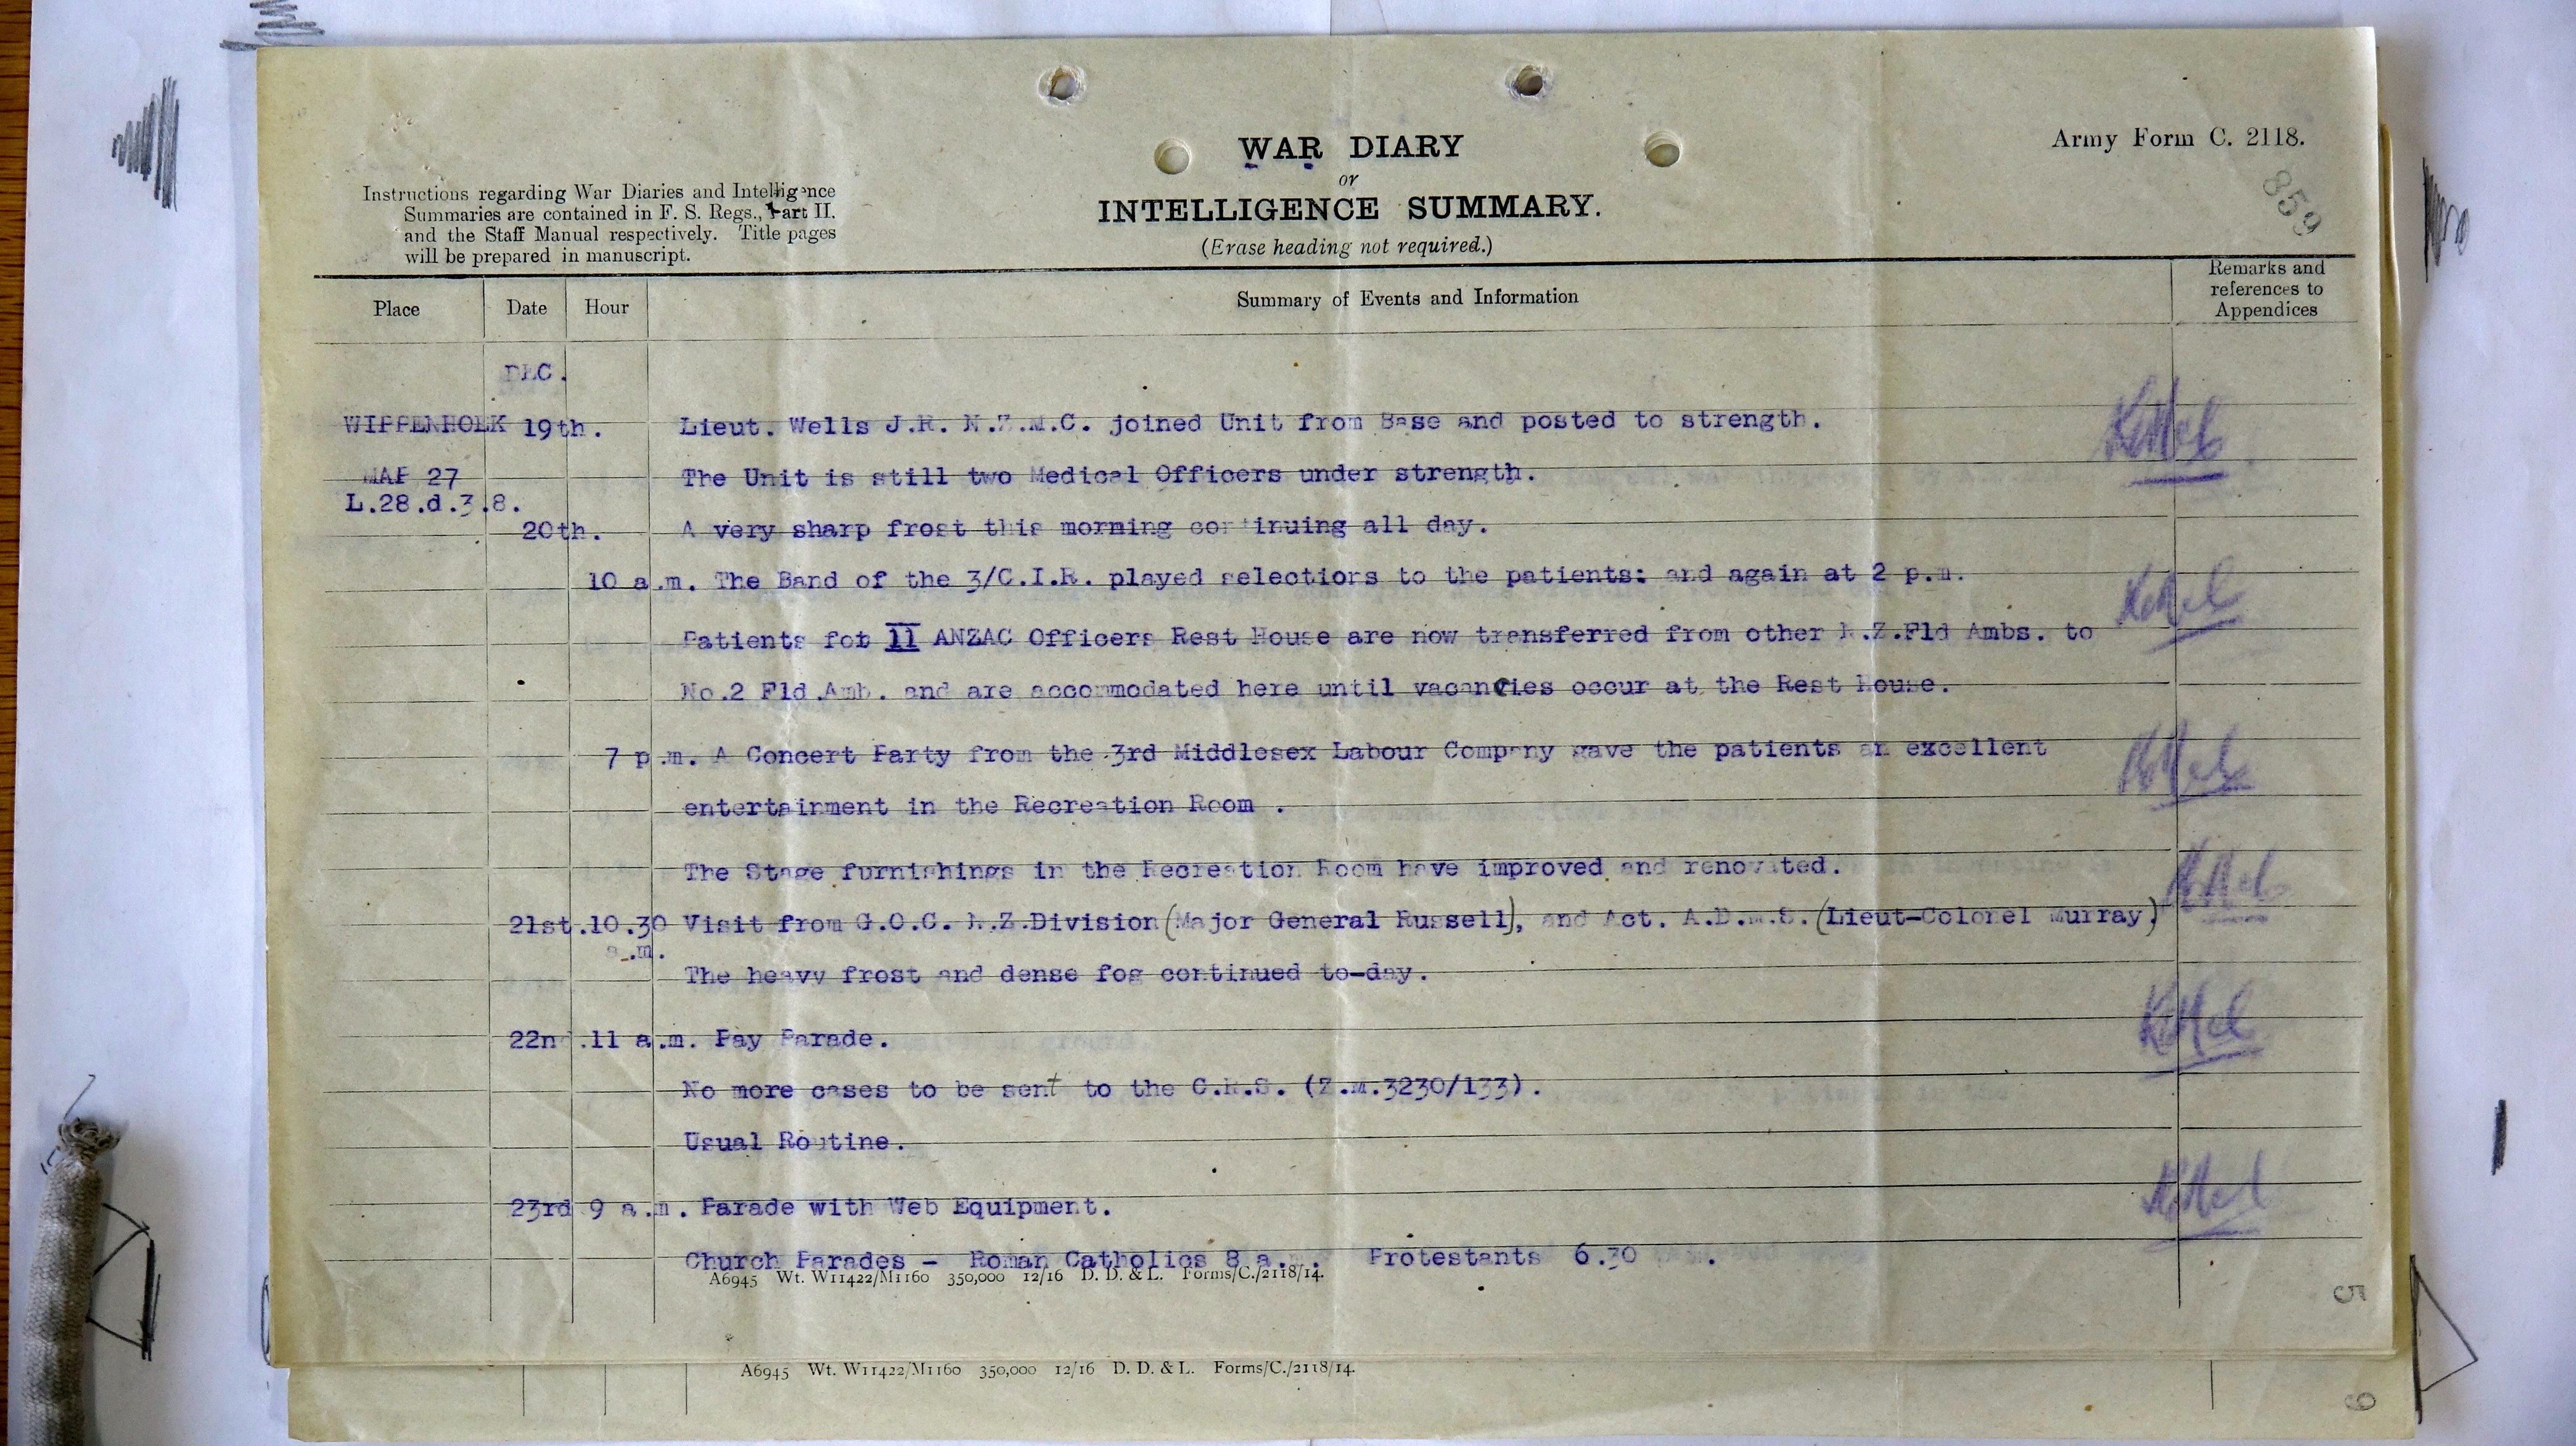 Army Form C. 2118.
859
WAR DIARY
or
INTELLIGENCE SUMMARY.
(Erase heading not required.)
Instructions regarding War Diaries and Intelligence
Summaries are contained in F. S. Regs., Part II.
and the Staff Manual respectively. Title pages
will be prepared in manuscript.
Place Date Hour Summary of Events and Information Remarks and
references to
Appendices
DEC.
WIPPENHOEK 19th. Lieut. Wells J.R. N.Z.M.C. joined Unit from Base and posted to strength.
MAP 27 The Unit is still two Medical Officers under strength.
L.28.d.3.8.
20th. A very sharp frost this morning continuing all day.
10 a.m. The Band of the 3/C.I.R. played selections to the patients: and again at 2 p.m.
Patients fot II ANZAC Officers Rest House are now transferred from other N.Z.Fld Ambs. to
No.2 Fld.Amb. and are accommodated here until vacancies occur at the Rest House.
7 p.m. A Concert Party from the 3rd Middlesex Labour Company gave the patients an excellent
entertainment in the Recreation Room .
The Stage furnishings in the Recreation Room have improved and renovated.
21st.10.30 Visit from G.O.C. N.Z.Division (Major General Russell), and Act. A.D.M.S. (Lieut-Colonel Murray)
a.m.
The heavy frost and dense fog continued to-day.
22nd.11 a.m. Pay Parade.
No more cases to be sent to the C.R.S. (Z.M.3230/133).
Usual Routine.
23rd 9 a.m. Parade with Web Equipment.
Church Parades - Roman Catholics 8 a.m. Protestants 6.30
A6945 Wt. W11422/M1160 350,000 12/16 D. D. & L. Forms/C./2118/14.
5
A6945 Wt. W11422/M1160 350,000 12/16 D. D. & L. Forms/C./2118/14.
6